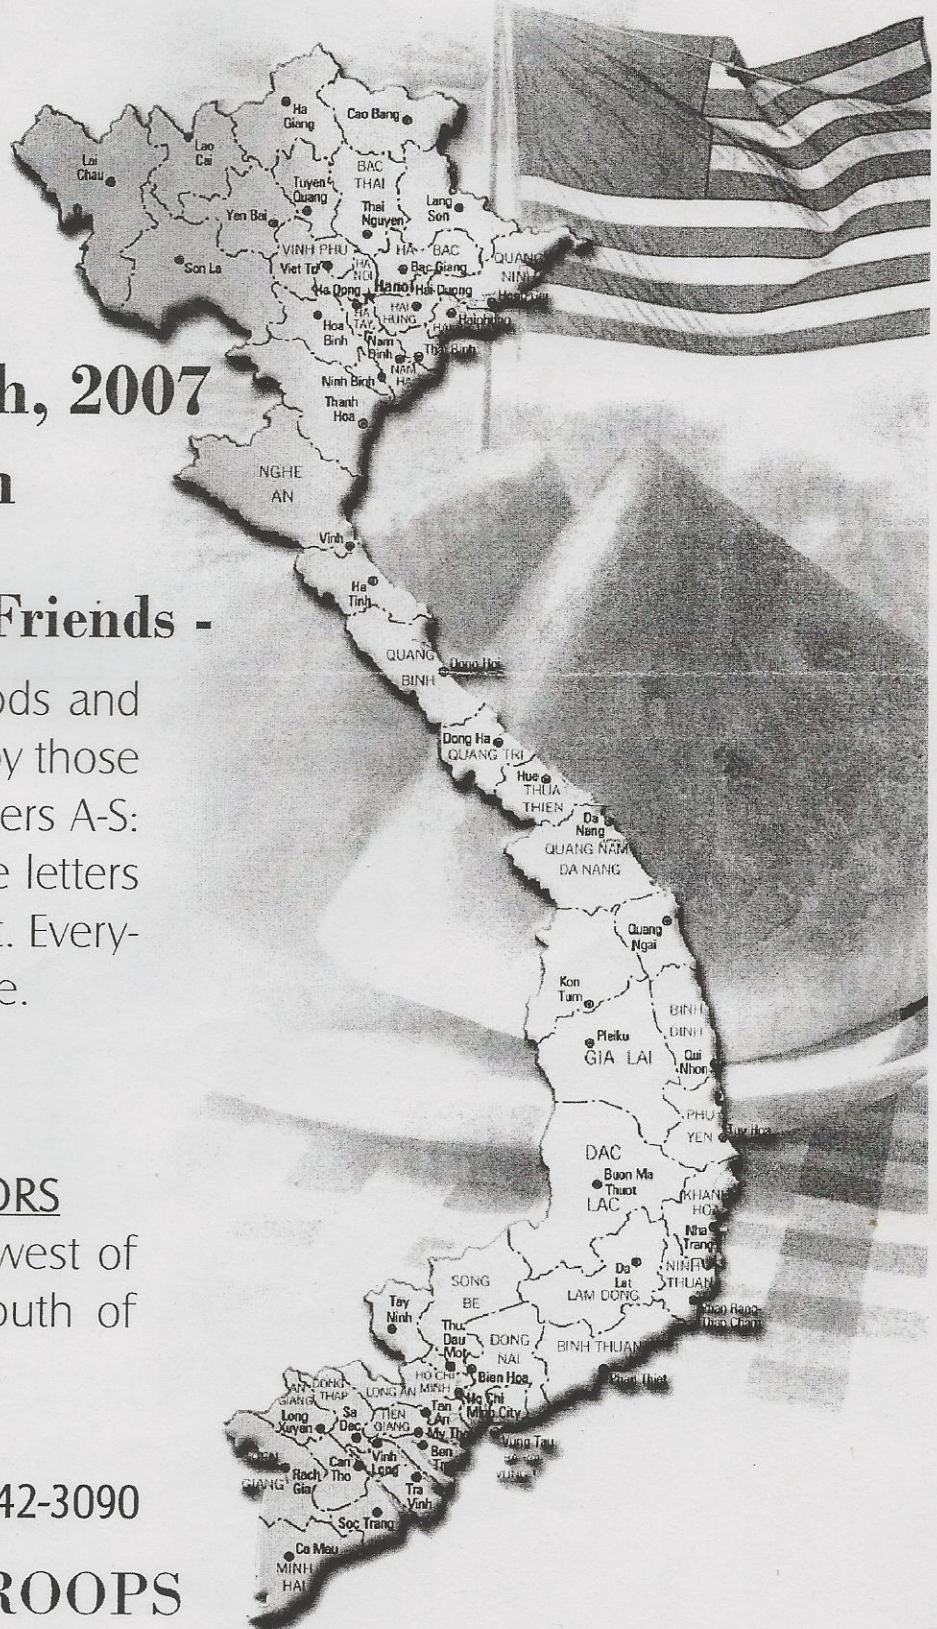 h, 2007
n
Friends -
ods and
by those
ers A-S:
e letters
t. Every-
e.
ORS
west of
outh of
42-3090
ROOPS
Ha
Giang
Cao Bang
Lao
Cai
Lai
Chau
BAC
THAI
Tuyen
Quang
Thai
Nguyen
Lang
Son
Yen Bai
VINH PHU
HA BAC
QUANG
NINH
Viet Tri
HA
NOI
Bac Giang
Son La
Ha Dong
Hanoi
Hai Duong
HA
TAY
HAI
HUNG
Haiphong
Hoa
Binh
Nam
Dinh
Thai Binh
NAM
HA
Ninh Binh
Thanh
Hoa
NGHE
AN
Vinh
Ha
Tinh
QUANG
BINH
Dong Hoi
Dong Ha
QUANG TRI
Hue
THUA
THIEN
Da
Nang
QUANG NAM
DA NANG
Quang
Ngai
Kon
Tum
BINH
DINH
Pleiku
GIA LAI
Qui
Nhon
PHU
YEN
Tuy Hoa
DAC
LAC
Buon Ma
Thuot
KHANH
HOA
Nha
Trang
SONG
BE
Da
Lat
LAM DONG
NINH
THUAN
Phan Rang-
Thap Cham
Tay
Ninh
Thu
Dau
Mot
DONG
NAI
BINH THUAN
Phan Thiet
HO CHI
MINH
Bien Hoa
AN
GIANG
DONG
THAP
LONG AN
Ho Chi
Minh City
Long
Xuyen
Sa
Dec
TIEN
GIANG
Tan
An
My Tho
Vung Tau
Ben
GIANG
Rach
Gia
Can
Tho
Vinh
Long
Tra
Vinh
Soc Trang
Ca Mau
MINH
HAI